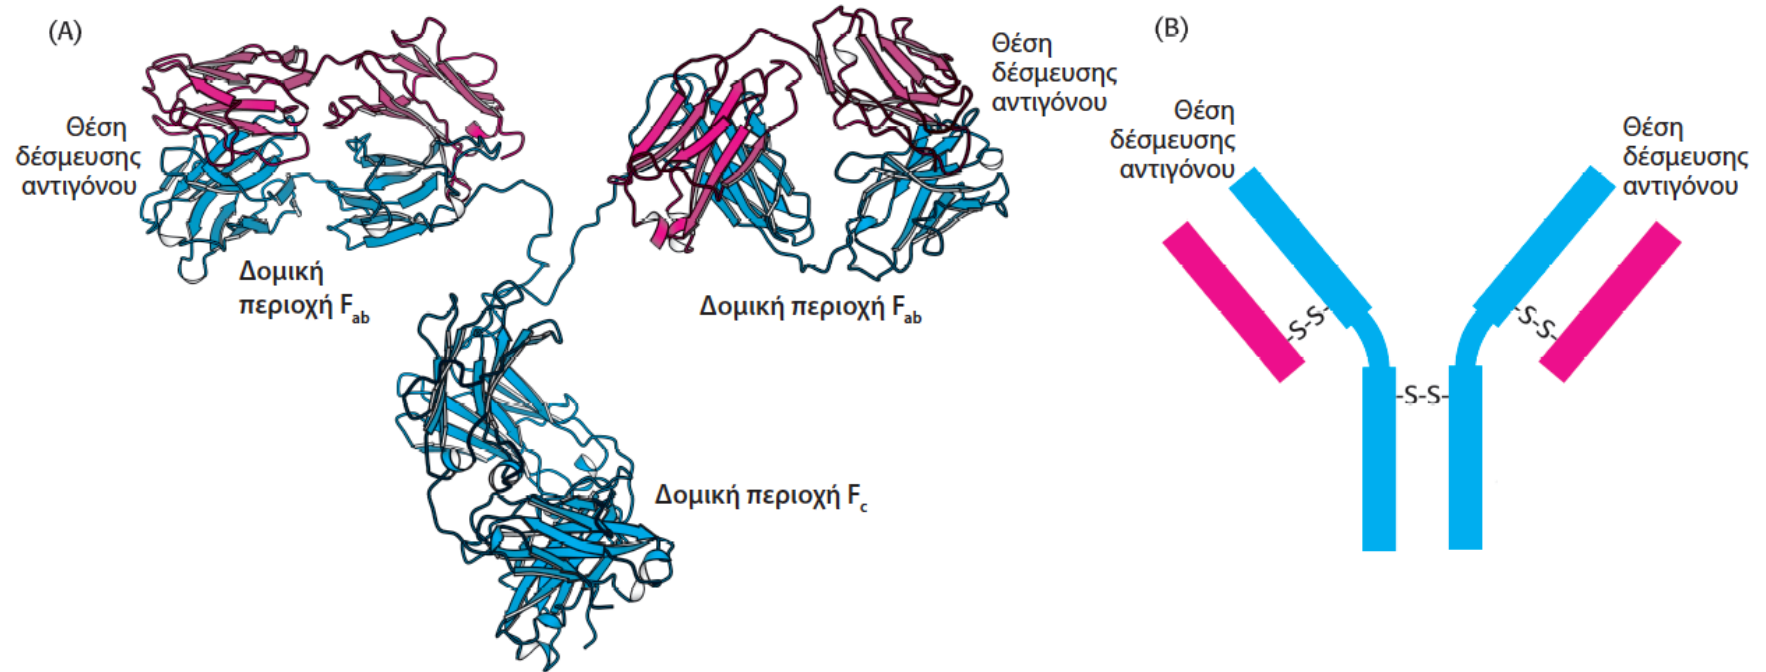 (A)
Θέση
δέσμευσης
αντιγόνου
Δομική
περιοχή Fab
Θέση
δέσμευσης
αντιγόνου
Δομική περιοχή Fab
Δομική περιοχή Fc
(B)
Θέση
δέσμευσης
αντιγόνου
Θέση
δέσμευσης
αντιγόνου
-S-S-
-S-S-
-S-S-